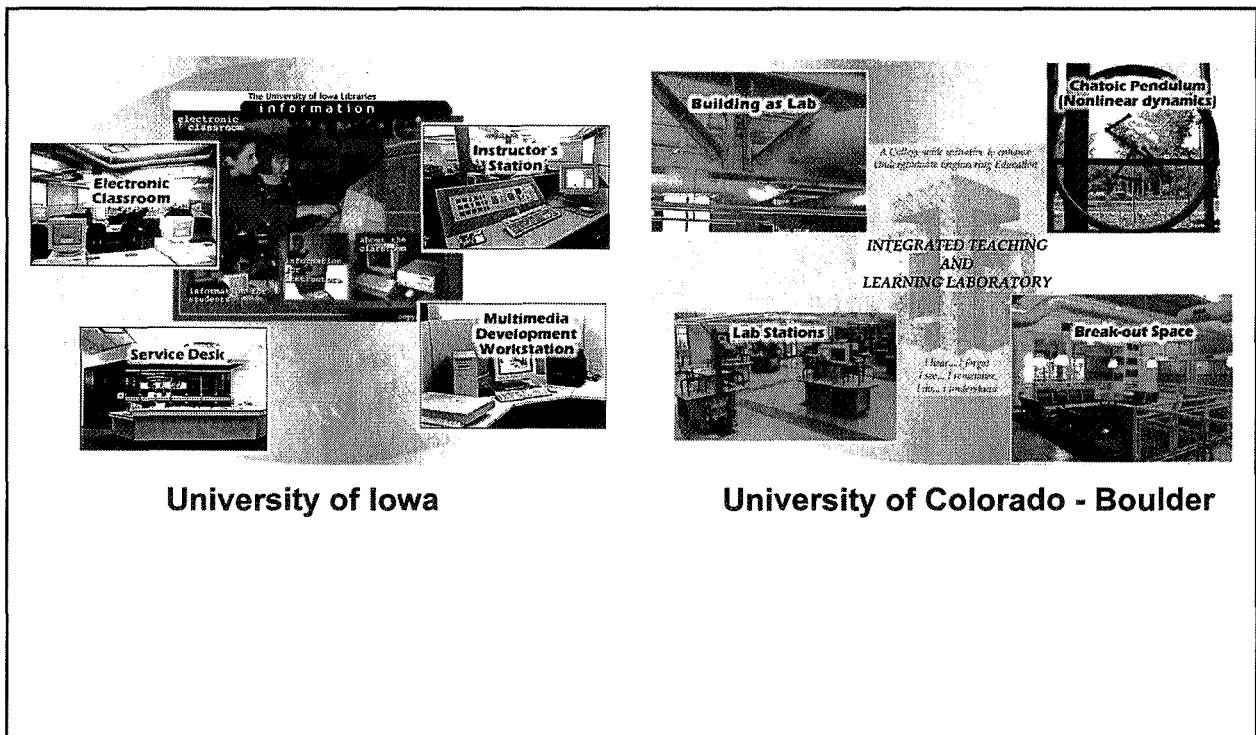 The University of Iowa Libraries
information
electronic
classroom
Electronic
Classroom
Instructor's
Station
about the
classroom
information
information
students
Service Desk
Multimedia
Development
Workstation
University of Iowa
Building as Lab
Chatoic Pendulum
(Nonlinear dynamics)
A College-wide initiative to enhance
Undergraduate Engineering Education
INTEGRATED TEACHING
AND
LEARNING LABORATORY
Lab Stations
Break-out Space
I hear... I forget
I see... I remember
I do... I understand
University of Colorado - Boulder